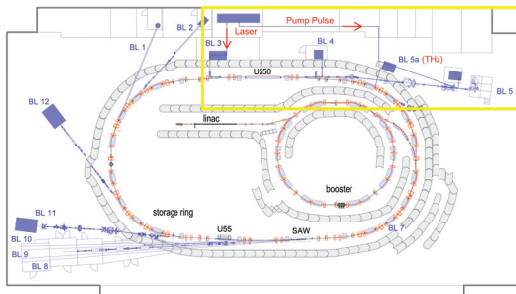 Pump Pulse
Laser
BL 2
BL 1
BL 3
BL 4
BL 5a
BL 5
U250
BL 12
linac
booster
storage ring
BL 11
BL 10
BL 9
BL 8
U55
SAW
BL 7